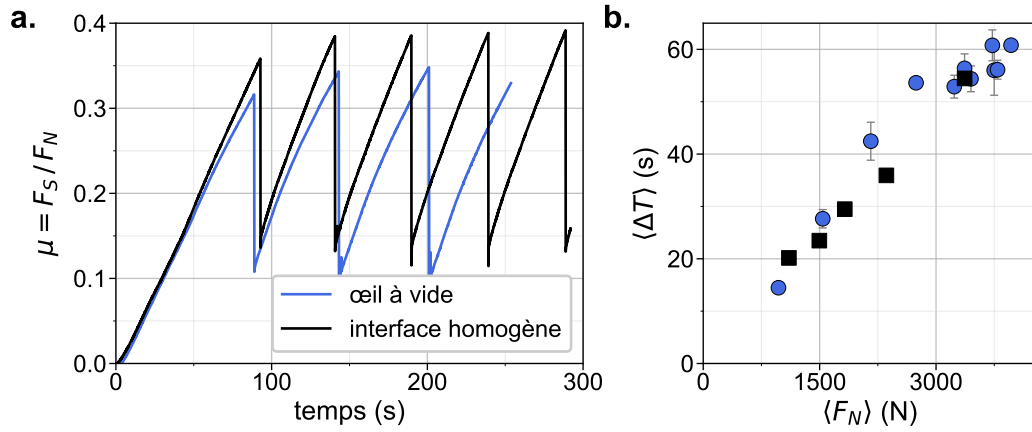 a.
0.4
0.3
0.2
0.1
0.0
μ = F_S / F_N
0
100
200
300
temps (s)
œil à vide
interface homogène
b.
60
40
20
0
⟨ΔT⟩ (s)
0
1500
3000
⟨F_N⟩ (N)